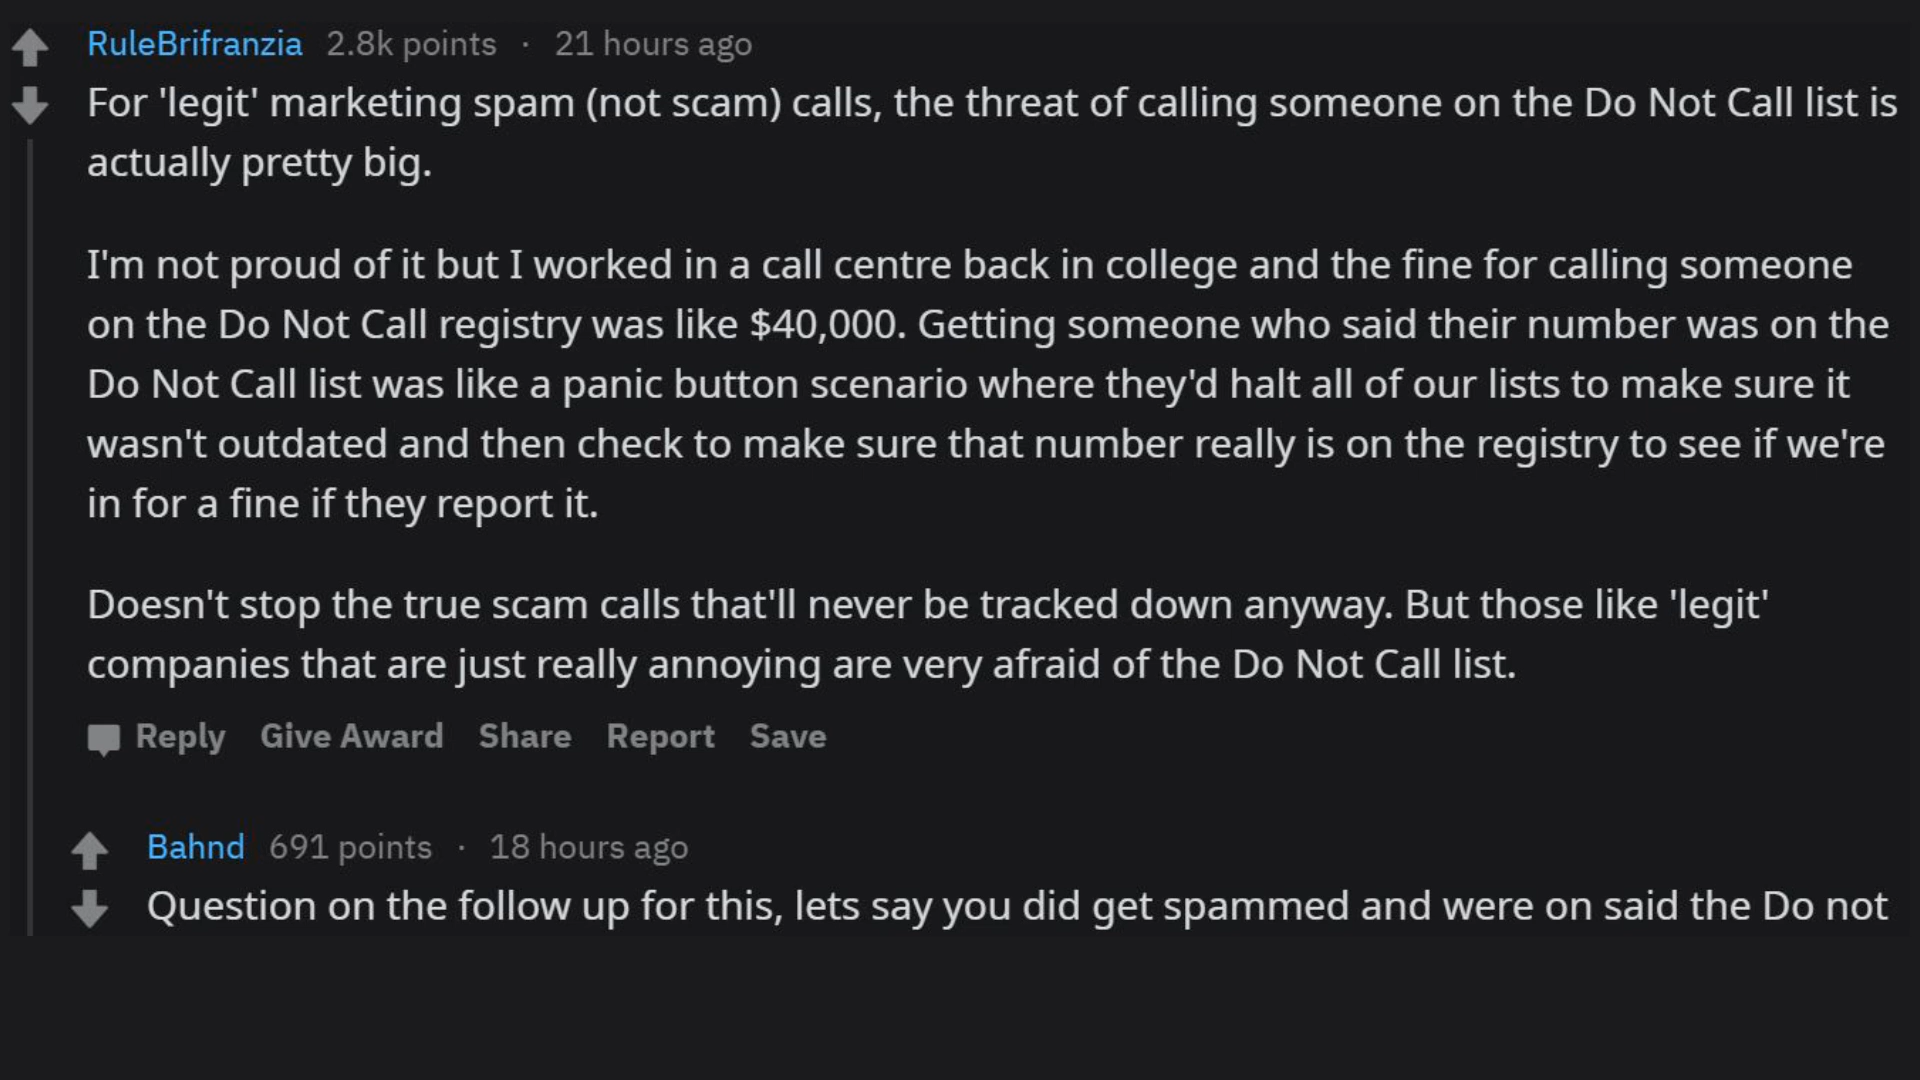 RuleBrifranzia 2.8k points · 21 hours ago
For 'legit' marketing spam (not scam) calls, the threat of calling someone on the Do Not Call list is
actually pretty big.
I'm not proud of it but I worked in a call centre back in college and the fine for calling someone
on the Do Not Call registry was like $40,000. Getting someone who said their number was on the
Do Not Call list was like a panic button scenario where they'd halt all of our lists to make sure it
wasn't outdated and then check to make sure that number really is on the registry to see if we're
in for a fine if they report it.
Doesn't stop the true scam calls that'll never be tracked down anyway. But those like 'legit'
companies that are just really annoying are very afraid of the Do Not Call list.
Reply Give Award Share Report Save
Bahnd 691 points · 18 hours ago
Question on the follow up for this, lets say you did get spammed and were on said the Do not